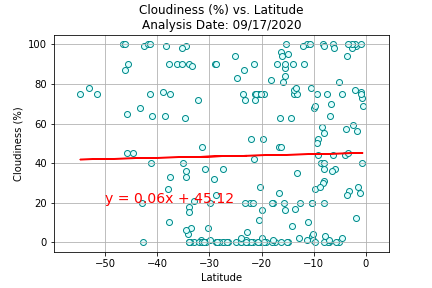 Cloudiness (%) vs. Latitude
Analysis Date: 09/17/2020
100
80
60
40
20
0
Cloudiness (%)
y = 0.06x + 45.12
−50
−40
−30
−20
−10
0
Latitude